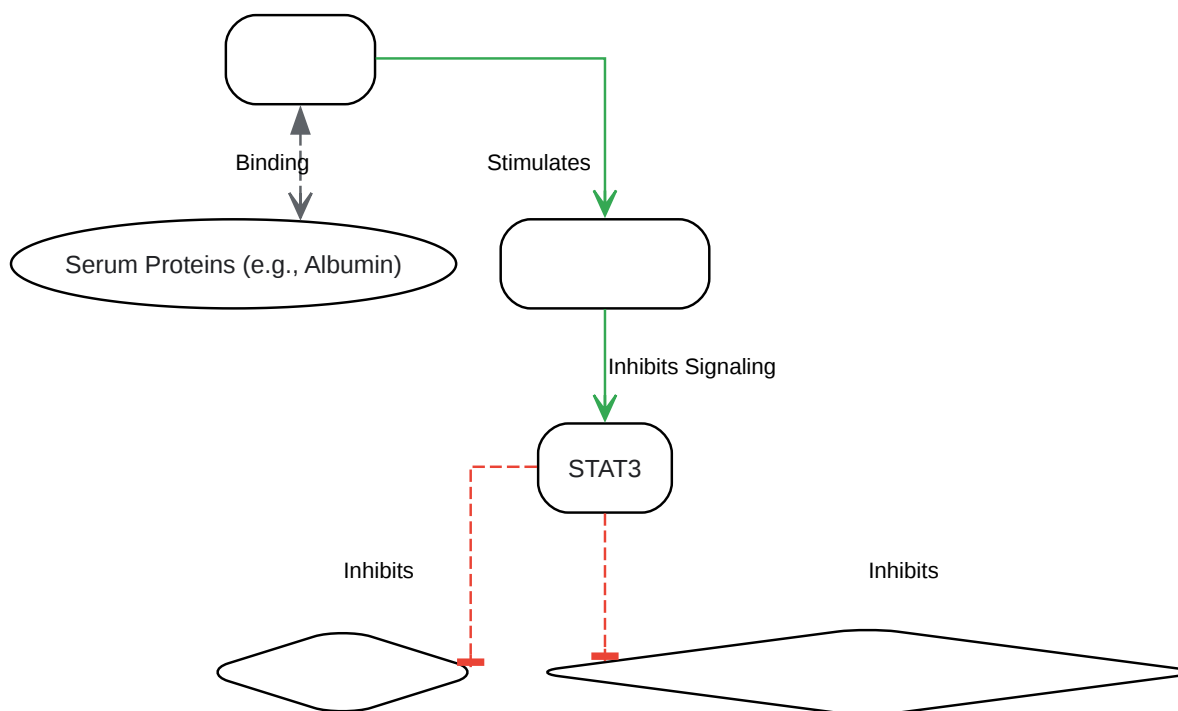 Binding
Stimulates
Serum Proteins (e.g., Albumin)
Inhibits Signaling
STAT3
Inhibits
Inhibits